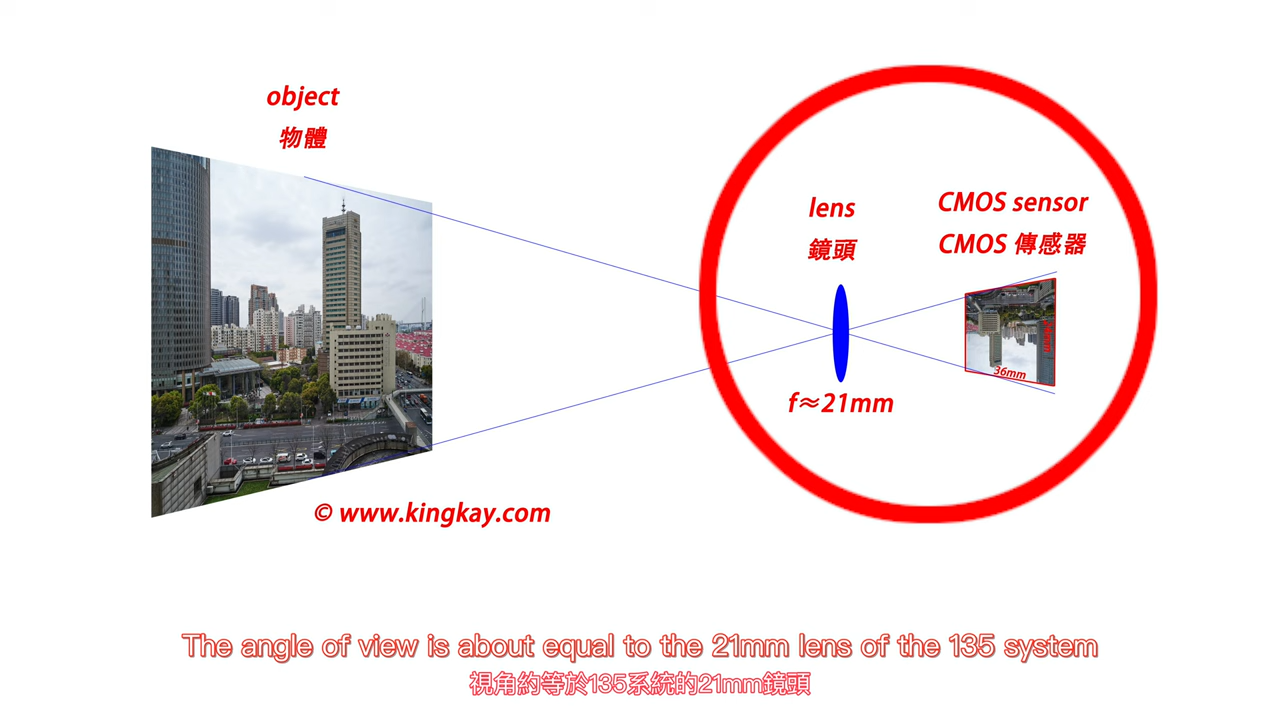 object
物體
lens
鏡頭
CMOS sensor
CMOS 傳感器
36mm
f≈21mm
© www.kingkay.com
The angle of view is about equal to the 21mm lens of the 135 system
視角約等於135系統的21mm鏡頭